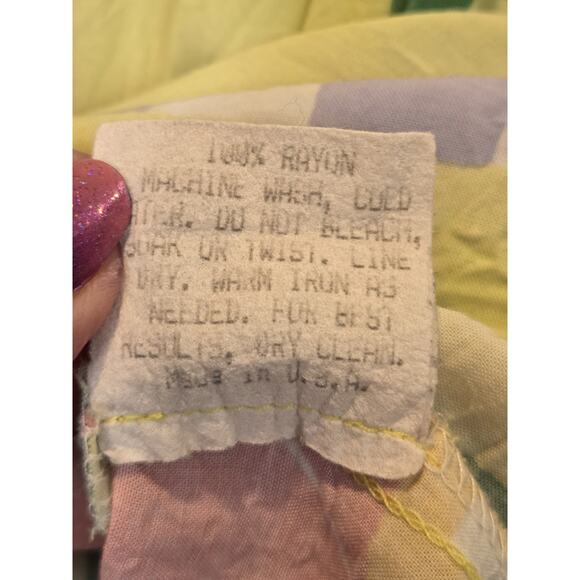 100% RAYON
MACHINE WASH, COLD
ATER. DO NOT BLEACH,
SOAK OR TWIST. LINE
DRY. WARM IRON AS
NEEDED. FOR BEST
RESULTS, DRY CLEAN.
Made in U.S.A.